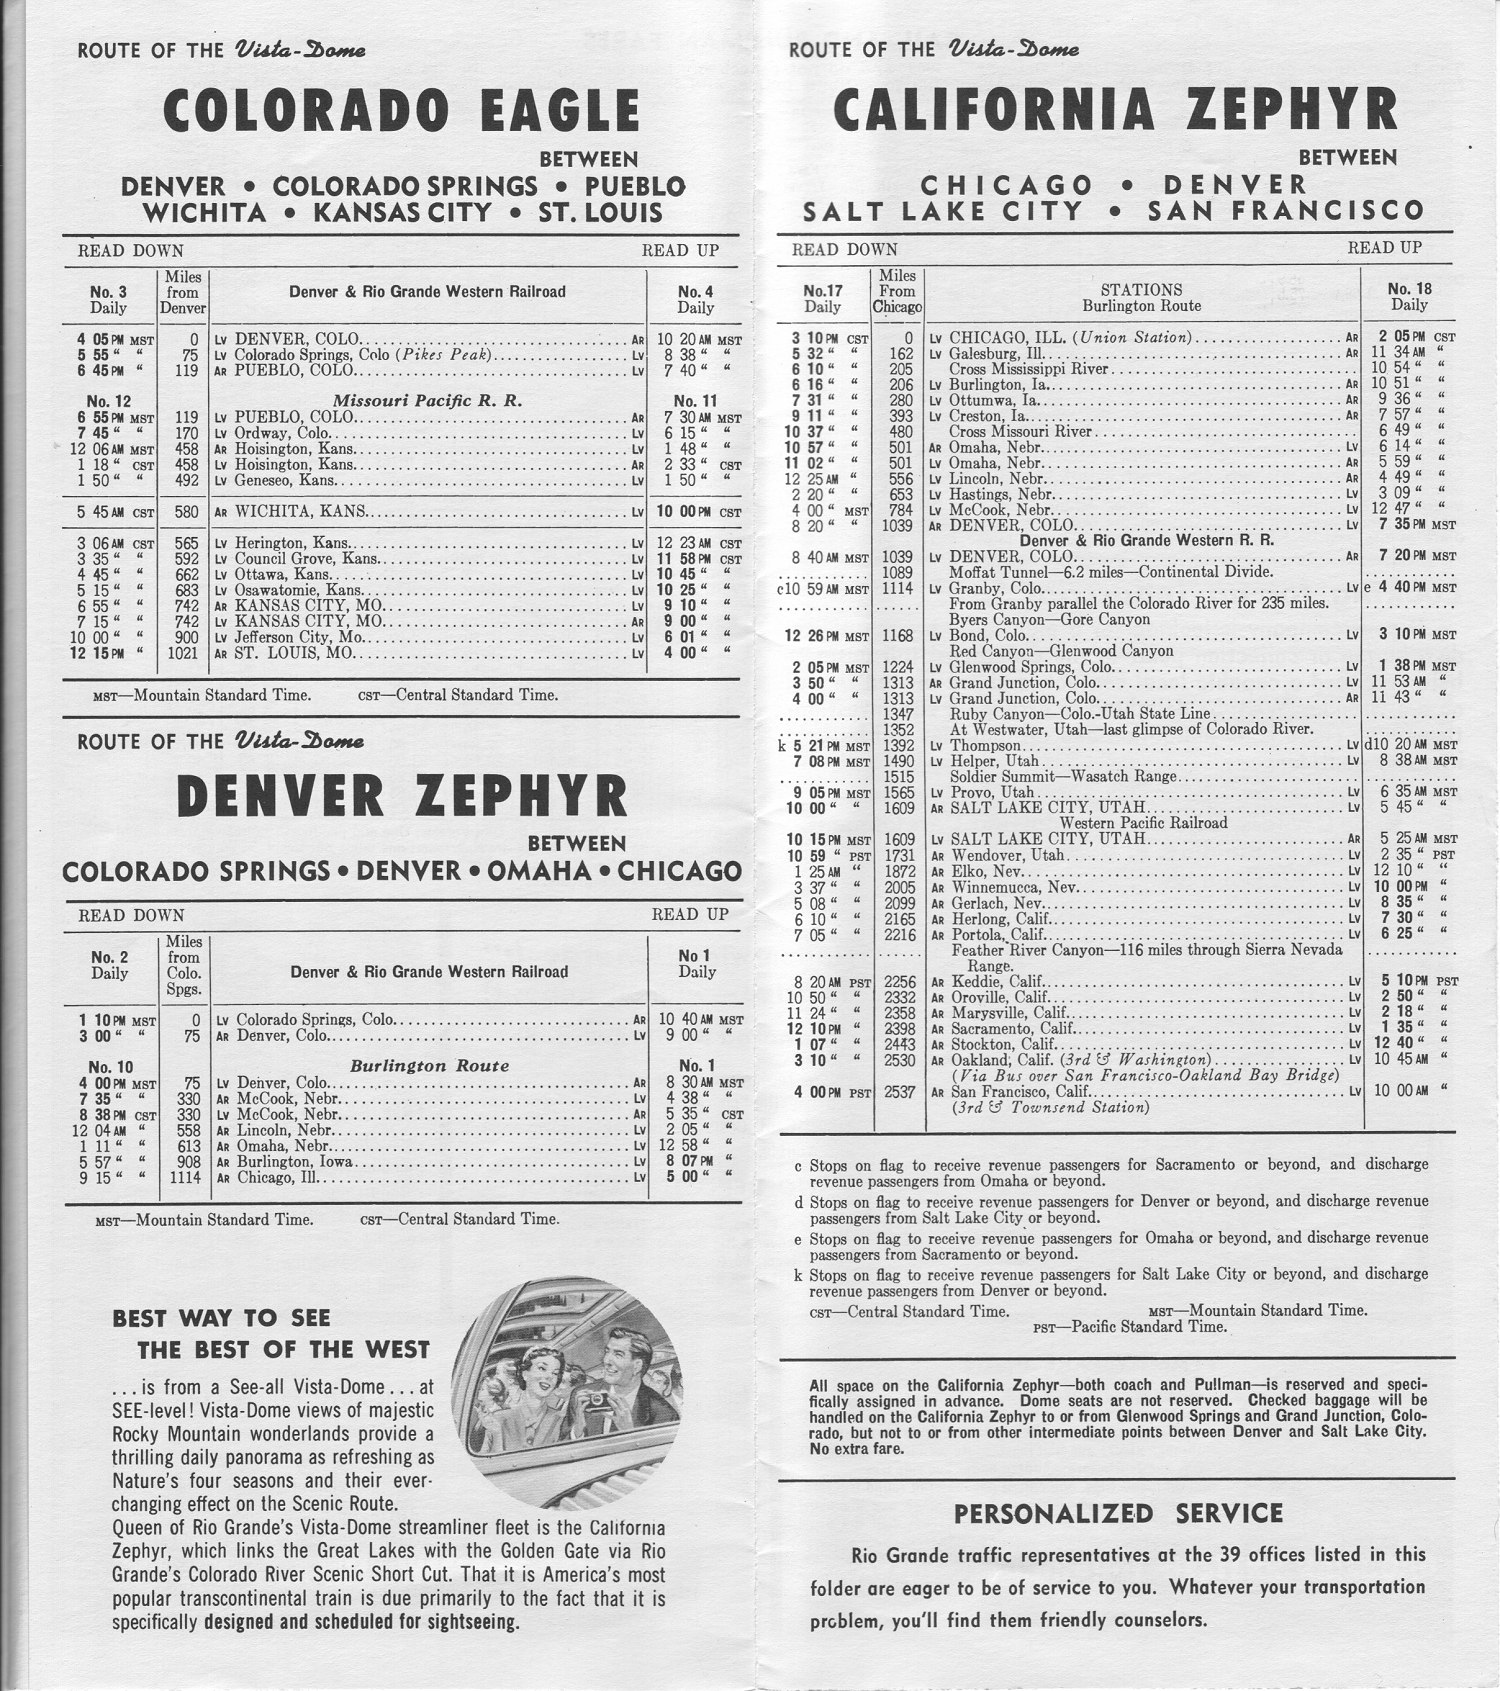 ROUTE OF THE Vista-Dome
COLORADO EAGLE
BETWEEN
DENVER • COLORADO SPRINGS • PUEBLO
WICHITA • KANSAS CITY • ST. LOUIS
READ DOWN READ UP
No. 3 Daily Miles from Denver Denver & Rio Grande Western Railroad No. 4 Daily
4 05 PM MST 0 Lv DENVER, COLO. Ar 10 20 AM MST
5 55 “ “ 75 Lv Colorado Springs, Colo (Pikes Peak) Lv 8 38 “ “
6 45 PM “ 119 Ar PUEBLO, COLO. Lv 7 40 “ “
No. 12 Missouri Pacific R. R. No. 11
6 55 PM MST 119 Lv PUEBLO, COLO. Ar 7 30 AM MST
7 45 “ “ 170 Lv Ordway, Colo. Lv 6 15 “ “
12 06 AM MST 458 Ar Hoisington, Kans. Lv 1 48 “ “
1 18 “ CST 458 Lv Hoisington, Kans. Ar 2 33 “ CST
1 50 “ “ 492 Lv Geneseo, Kans. Lv 1 50 “ “
5 45 AM CST 580 Ar WICHITA, KANS. Lv 10 00 PM CST
3 06 AM CST 565 Lv Herington, Kans. Lv 12 23 AM CST
3 35 “ “ 592 Lv Council Grove, Kans. Lv 11 58 PM CST
4 45 “ “ 662 Lv Ottawa, Kans. Lv 10 45 “ “
5 15 “ “ 683 Lv Osawatomie, Kans. Lv 10 25 “ “
6 55 “ “ 742 Ar KANSAS CITY, MO. Lv 9 10 “ “
7 15 “ “ 742 Lv KANSAS CITY, MO. Ar 9 00 “ “
10 00 “ “ 900 Lv Jefferson City, Mo. Lv 6 01 “ “
12 15 PM “ 1021 Ar ST. LOUIS, MO. Lv 4 00 “ “
MST—Mountain Standard Time. CST—Central Standard Time.
ROUTE OF THE Vista-Dome
DENVER ZEPHYR
BETWEEN
COLORADO SPRINGS • DENVER • OMAHA • CHICAGO
READ DOWN READ UP
No. 2 Daily Miles from Colo. Spgs. Denver & Rio Grande Western Railroad No 1 Daily
1 10 PM MST 0 Lv Colorado Springs, Colo. Ar 10 40 AM MST
3 00 “ “ 75 Ar Denver, Colo. Lv 9 00 “ “
No. 10 Burlington Route No. 1
4 00 PM MST 75 Lv Denver, Colo. Ar 8 30 AM MST
7 35 “ “ 330 Ar McCook, Nebr. Lv 4 38 “ “
8 38 PM CST 330 Lv McCook, Nebr. Ar 5 35 “ CST
12 04 AM “ 558 Ar Lincoln, Nebr. Lv 2 05 “ “
1 11 “ “ 613 Ar Omaha, Nebr. Lv 12 58 “ “
5 57 “ “ 908 Ar Burlington, Iowa Lv 8 07 PM “
9 15 “ “ 1114 Ar Chicago, Ill. Lv 5 00 “ “
MST—Mountain Standard Time. CST—Central Standard Time.
BEST WAY TO SEE
THE BEST OF THE WEST
...is from a See-all Vista-Dome...at
SEE-level! Vista-Dome views of majestic
Rocky Mountain wonderlands provide a
thrilling daily panorama as refreshing as
Nature's four seasons and their ever-
changing effect on the Scenic Route.
Queen of Rio Grande's Vista-Dome streamliner fleet is the California
Zephyr, which links the Great Lakes with the Golden Gate via Rio
Grande's Colorado River Scenic Short Cut. That it is America's most
popular transcontinental train is due primarily to the fact that it is
specifically designed and scheduled for sightseeing.
ROUTE OF THE Vista-Dome
CALIFORNIA ZEPHYR
BETWEEN
CHICAGO • DENVER
SALT LAKE CITY • SAN FRANCISCO
READ DOWN READ UP
No.17 Daily Miles From Chicago STATIONS Burlington Route No. 18 Daily
3 10 PM CST 0 Lv CHICAGO, ILL. (Union Station) Ar 2 05 PM CST
5 32 “ “ 162 Lv Galesburg, Ill. Ar 11 34 AM “
6 10 “ “ 205 Cross Mississippi River 10 54 “ “
6 16 “ “ 206 Lv Burlington, Ia. Ar 10 51 “ “
7 31 “ “ 280 Lv Ottumwa, Ia. Ar 9 36 “ “
9 11 “ “ 393 Lv Creston, Ia. Ar 7 57 “ “
10 37 “ “ 480 Cross Missouri River 6 49 “ “
10 57 “ “ 501 Ar Omaha, Nebr. Lv 6 14 “ “
11 02 “ “ 501 Lv Omaha, Nebr. Ar 5 59 “ “
12 25 AM “ 556 Lv Lincoln, Nebr. Ar 4 49 “ “
2 20 “ “ 653 Lv Hastings, Nebr. Lv 3 09 “ “
4 00 “ MST 784 Lv McCook, Nebr. Lv 12 47 “ “
8 20 “ “ 1039 Ar DENVER, COLO. Lv 7 35 PM MST
Denver & Rio Grande Western R. R.
8 40 AM MST 1039 Lv DENVER, COLO. Ar 7 20 PM MST
1089 Moffat Tunnel—6.2 miles—Continental Divide.
c10 59 AM MST 1114 Lv Granby, Colo. Lv e 4 40 PM MST
From Granby parallel the Colorado River for 235 miles.
Byers Canyon—Gore Canyon
12 26 PM MST 1168 Lv Bond, Colo. Lv 3 10 PM MST
Red Canyon—Glenwood Canyon
2 05 PM MST 1224 Lv Glenwood Springs, Colo. Lv 1 38 PM MST
3 50 “ “ 1313 Ar Grand Junction, Colo. Lv 11 53 AM “
4 00 “ “ 1313 Lv Grand Junction, Colo. Ar 11 43 “ “
1347 Ruby Canyon—Colo.-Utah State Line
1352 At Westwater, Utah—last glimpse of Colorado River.
k 5 21 PM MST 1392 Lv Thompson Lv d10 20 AM MST
7 08 PM MST 1490 Lv Helper, Utah Lv 8 38 AM MST
1515 Soldier Summit—Wasatch Range
9 05 PM MST 1565 Lv Provo, Utah Lv 6 35 AM MST
10 00 “ “ 1609 Ar SALT LAKE CITY, UTAH Lv 5 45 “ “
Western Pacific Railroad
10 15 PM MST 1609 Lv SALT LAKE CITY, UTAH Ar 5 25 AM MST
10 59 “ PST 1731 Ar Wendover, Utah Lv 2 35 “ PST
1 25 AM “ 1872 Ar Elko, Nev. Lv 12 10 “ “
3 37 “ “ 2005 Ar Winnemucca, Nev. Lv 10 00 PM “
5 08 “ “ 2099 Ar Gerlach, Nev. Lv 8 35 “ “
6 10 “ “ 2165 Ar Herlong, Calif. Lv 7 30 “ “
7 05 “ “ 2216 Ar Portola, Calif. Lv 6 25 “ “
Feather River Canyon—116 miles through Sierra Nevada
Range.
8 20 AM PST 2256 Ar Keddie, Calif. Lv 5 10 PM PST
10 50 “ “ 2332 Ar Oroville, Calif. Lv 2 50 “ “
11 24 “ “ 2358 Ar Marysville, Calif. Lv 2 18 “ “
12 10 PM “ 2398 Ar Sacramento, Calif. Lv 1 35 “ “
1 07 “ “ 2443 Ar Stockton, Calif. Lv 12 40 “ “
3 10 “ “ 2530 Ar Oakland, Calif. (3rd & Washington) Lv 10 45 AM “
(Via Bus over San Francisco-Oakland Bay Bridge)
4 00 PM PST 2537 Ar San Francisco, Calif. Lv 10 00 AM “
(3rd & Townsend Station)
c Stops on flag to receive revenue passengers for Sacramento or beyond, and discharge
revenue passengers from Omaha or beyond.
d Stops on flag to receive revenue passengers for Denver or beyond, and discharge revenue
passengers from Salt Lake City or beyond.
e Stops on flag to receive revenue passengers for Omaha or beyond, and discharge revenue
passengers from Sacramento or beyond.
k Stops on flag to receive revenue passengers for Salt Lake City or beyond, and discharge
revenue passengers from Denver or beyond.
CST—Central Standard Time. MST—Mountain Standard Time.
PST—Pacific Standard Time.
All space on the California Zephyr—both coach and Pullman—is reserved and speci-
fically assigned in advance. Dome seats are not reserved. Checked baggage will be
handled on the California Zephyr to or from Glenwood Springs and Grand Junction, Colo-
rado, but not to or from other intermediate points between Denver and Salt Lake City.
No extra fare.
PERSONALIZED SERVICE
Rio Grande traffic representatives at the 39 offices listed in this
folder are eager to be of service to you. Whatever your transportation
problem, you'll find them friendly counselors.